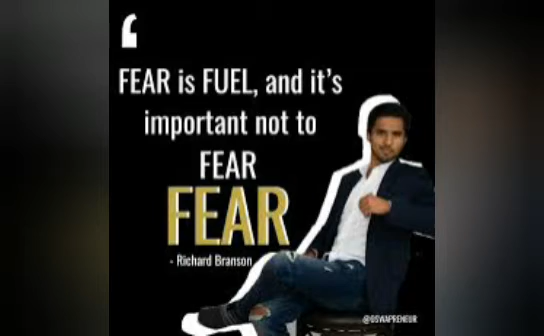 FEAR is FUEL, and it's
important not to
FEAR
FEAR
- Richard Branson
@OSWAPRENEUR